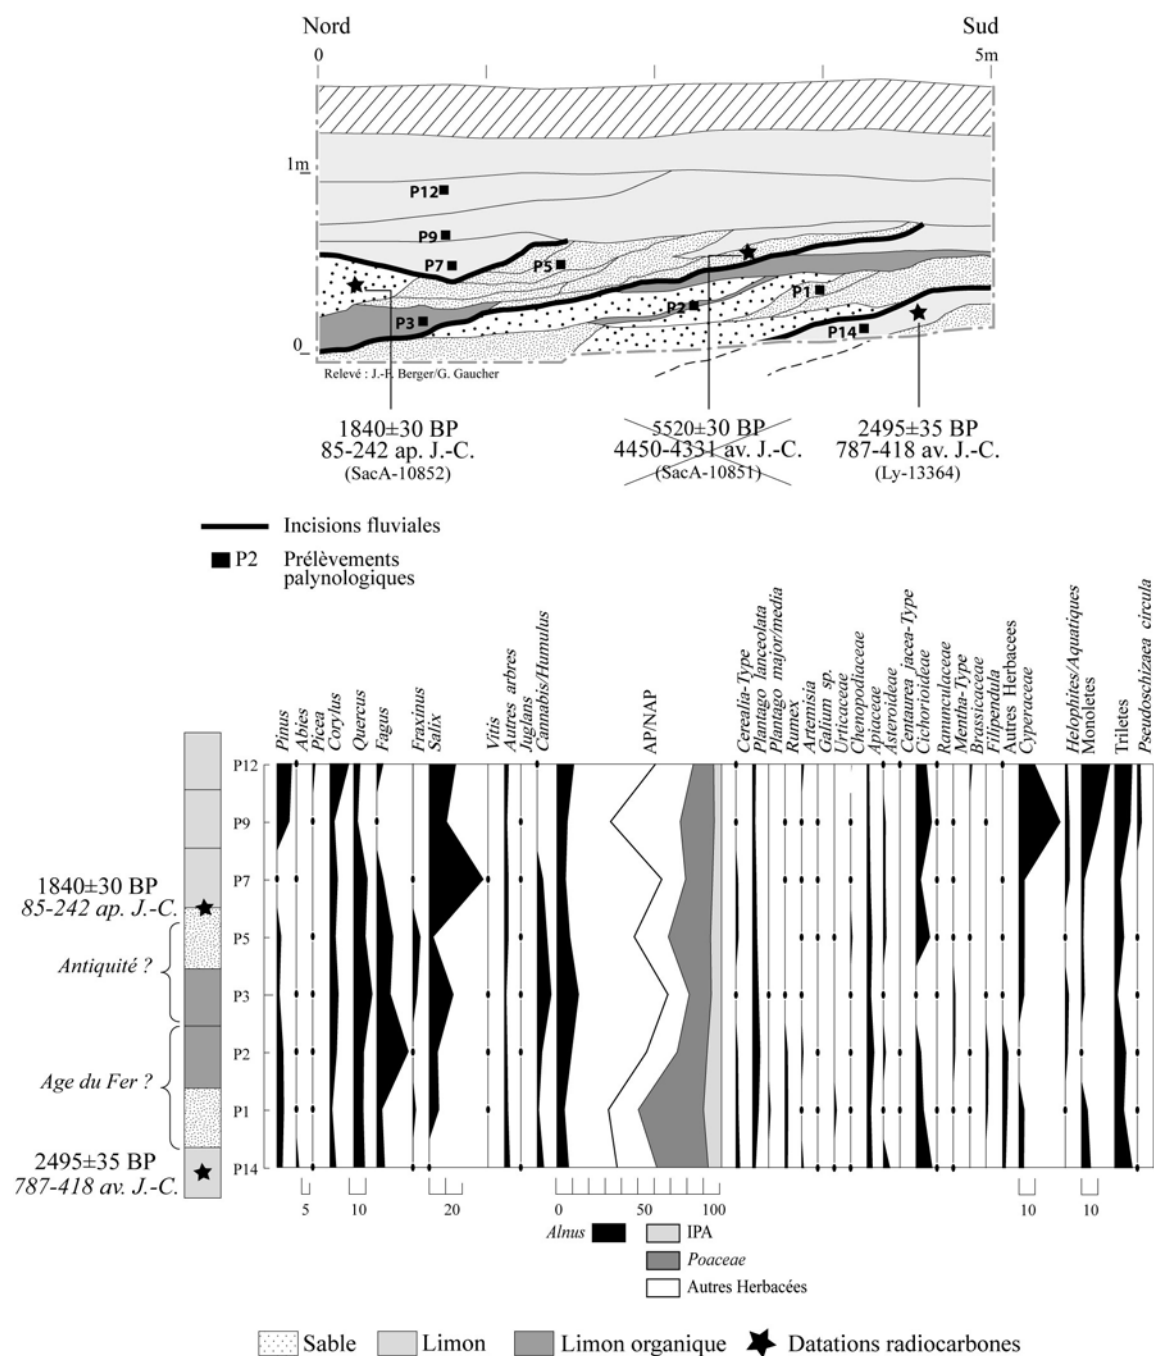 Nord
Sud
0
5m
1m
P12
P9
P7
P5
P1
P2
P3
P14
0
Relevé : J.-F. Berger/G. Gaucher
1840±30 BP
85-242 ap. J.-C.
(SacA-10852)
5520±30 BP
4450-4331 av. J.-C.
(SacA-10851)
2495±35 BP
787-418 av. J.-C.
(Ly-13364)
Incisions fluviales
P2
Prélèvements
palynologiques
Pinus
Abies
Picea
Corylus
Quercus
Fagus
Fraxinus
Salix
Vitis
Autres arbres
Juglans
Cannabis/Humulus
AP/NAP
Cerealia-Type
Plantago lanceolata
Plantago major/media
Rumex
Artemisia
Galium sp.
Urticaceae
Chenopodiaceae
Apiaceae
Asteroideae
Centaurea jacea-Type
Cichorioideae
Ranunculaceae
Mentha-Type
Brassicaceae
Filipendula
Autres Herbacees
Cyperaceae
Helophites/Aquatiques
Monoletes
Triletes
Pseudoschizaea circula
P12
P9
P7
P5
P3
P2
P1
P14
1840±30 BP
85-242 ap. J.-C.
Antiquité ?
Age du Fer ?
2495±35 BP
787-418 av. J.-C.
5
10
20
0
50
100
10
10
Alnus
IPA
Poaceae
Autres Herbacées
Sable
Limon
Limon organique
Datations radiocarbones